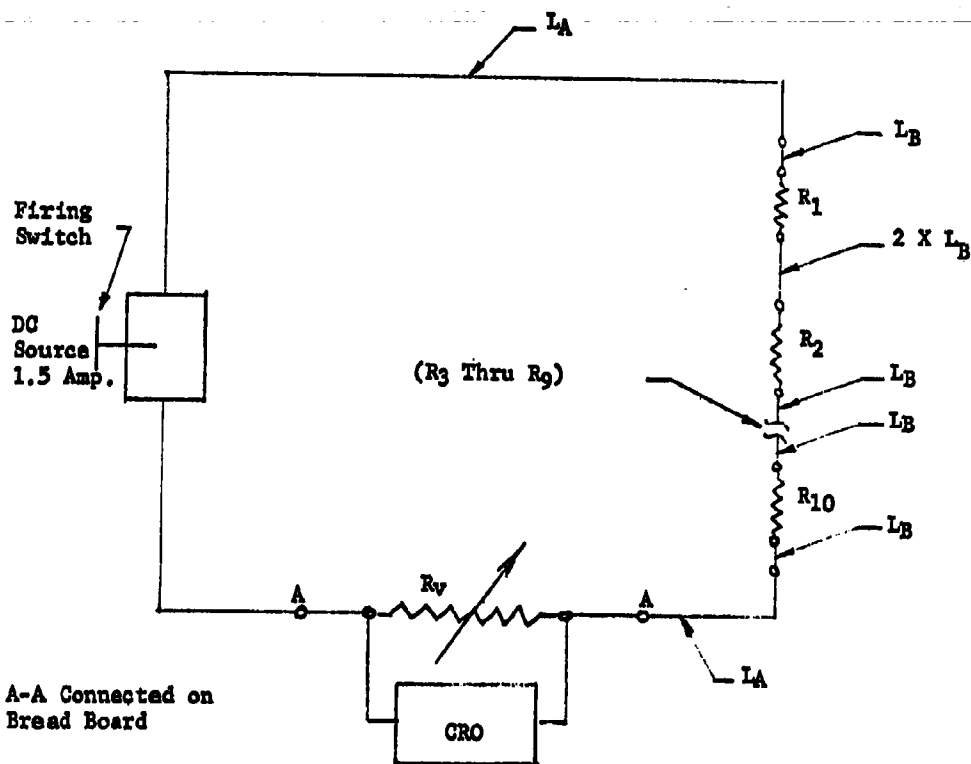 LA
LB
R1
2 X LB
Firing
Switch
DC
Source
1.5 Amp.
R2
(R3 Thru R9)
LB
LB
R10
LB
A
Rv
A
LA
A-A Connected on
Bread Board
CRO